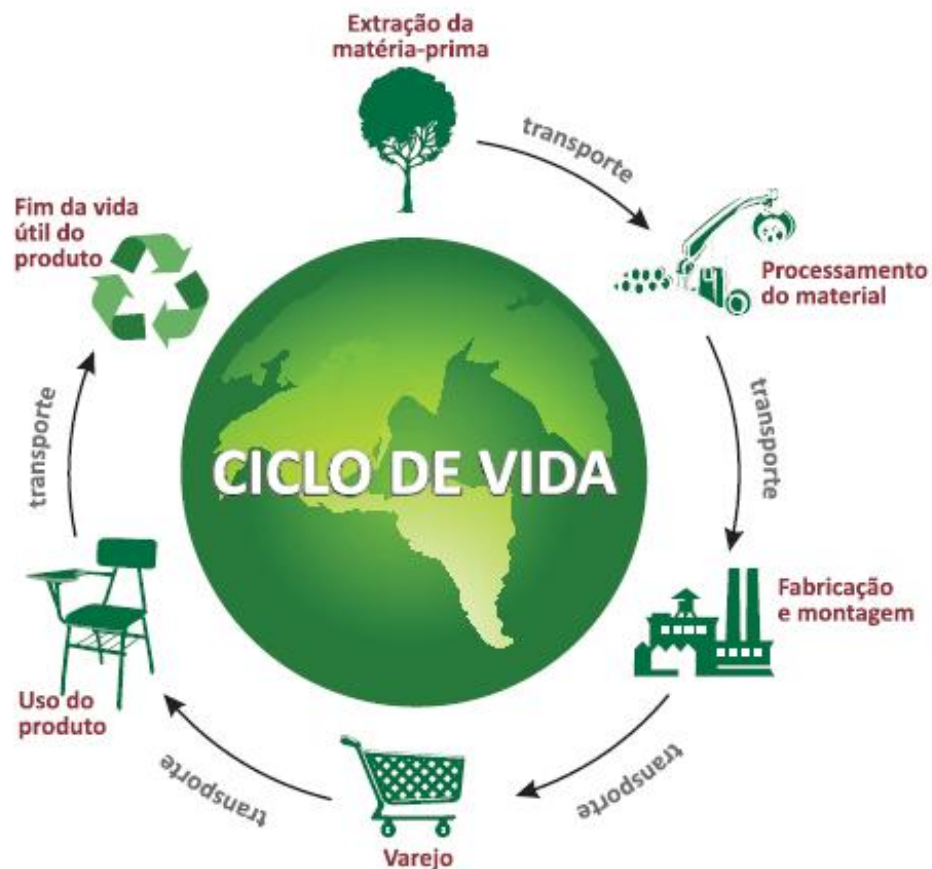 Extração da
matéria-prima
transporte
Processamento
do material
transporte
Fabricação
e montagem
transporte
Varejo
transporte
Uso do
produto
transporte
Fim da vida
útil do
produto
CICLO DE VIDA